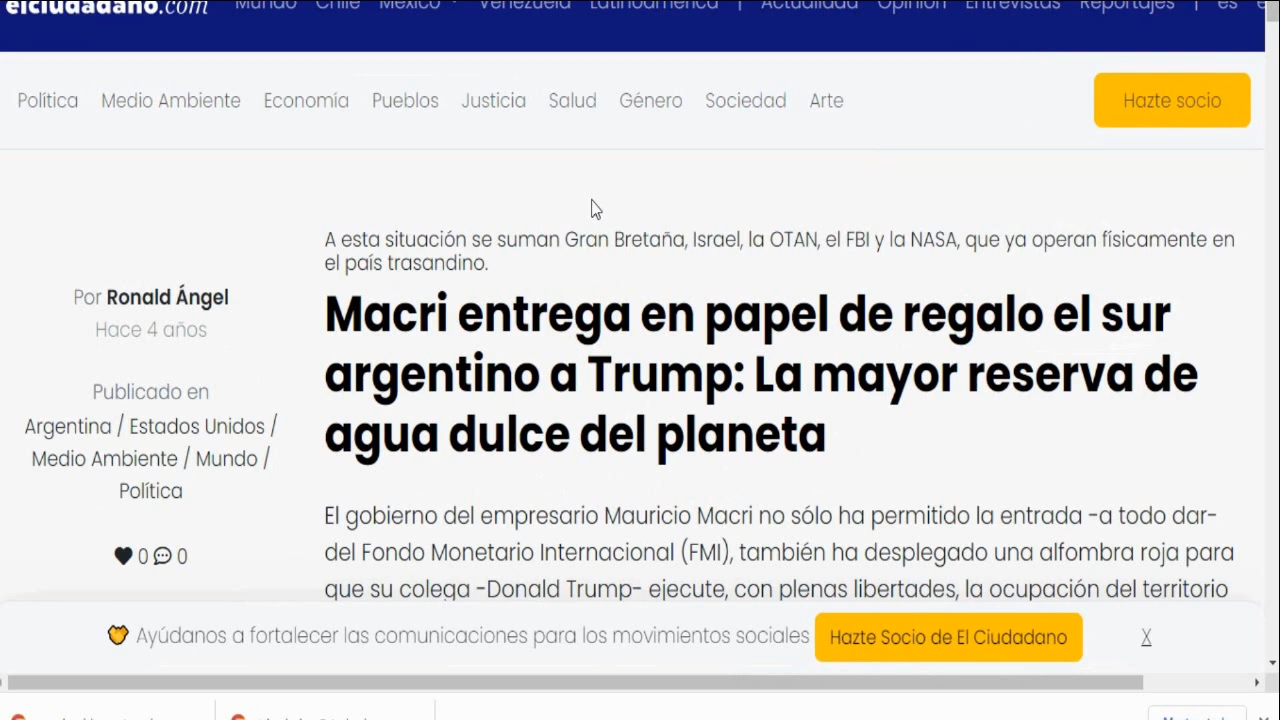 elciudadano.com
Mundo Chile México Venezuela Latinoamérica | Actualidad Opinión Entrevistas Reportajes | es
Política Medio Ambiente Economía Pueblos Justicia Salud Género Sociedad Arte Hazte socio
A esta situación se suman Gran Bretaña, Israel, la OTAN, el FBI y la NASA, que ya operan físicamente en
el país trasandino.
Por Ronald Ángel
Hace 4 años
Publicado en
Argentina / Estados Unidos /
Medio Ambiente / Mundo /
Política
0 0
Macri entrega en papel de regalo el sur
argentino a Trump: La mayor reserva de
agua dulce del planeta
El gobierno del empresario Mauricio Macri no sólo ha permitido la entrada -a todo dar-
del Fondo Monetario Internacional (FMI), también ha desplegado una alfombra roja para
que su colega -Donald Trump- ejecute, con plenas libertades, la ocupación del territorio
Ayúdanos a fortalecer las comunicaciones para los movimientos sociales Hazte Socio de El Ciudadano X